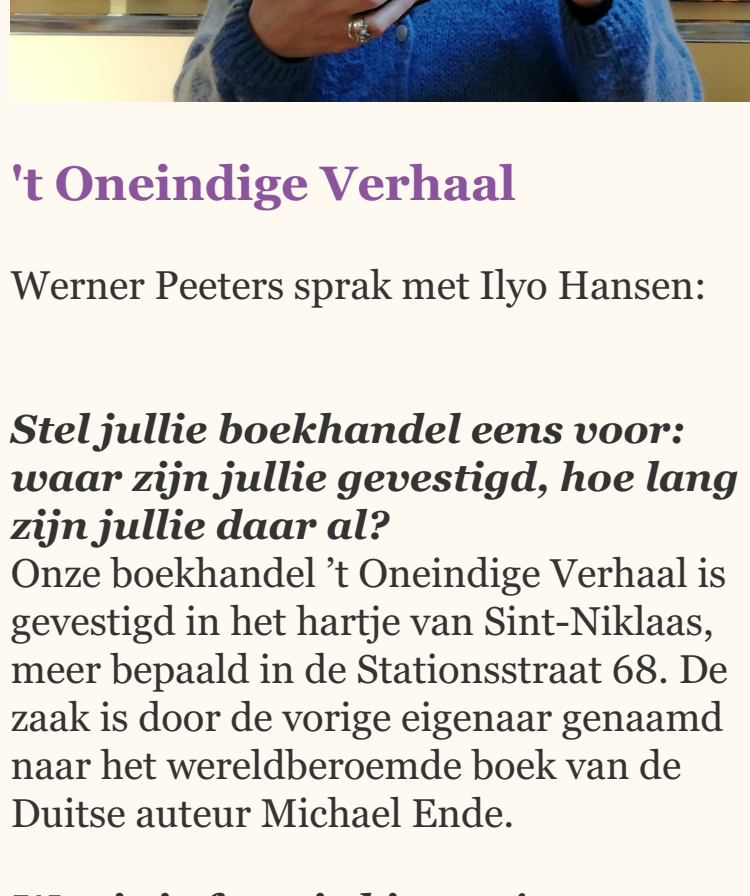 't Oneindige Verhaal
Werner Peeters sprak met Ilyo Hansen:
Stel jullie boekhandel eens voor:
waar zijn jullie gevestigd, hoe lang
zijn jullie daar al?
Onze boekhandel ’t Oneindige Verhaal is
gevestigd in het hartje van Sint-Niklaas,
meer bepaald in de Stationsstraat 68. De
zaak is door de vorige eigenaar genaamd
naar het wereldberoemde boek van de
Duitse auteur Michael Ende.